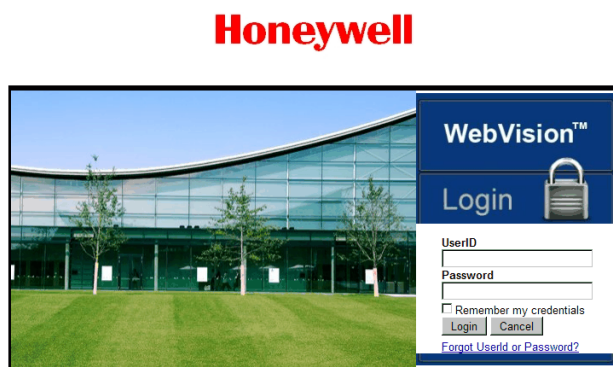 Honeywell
WebVision™
Login
UserID
Password
Remember my credentials
Login Cancel
Forgot UserId or Password?